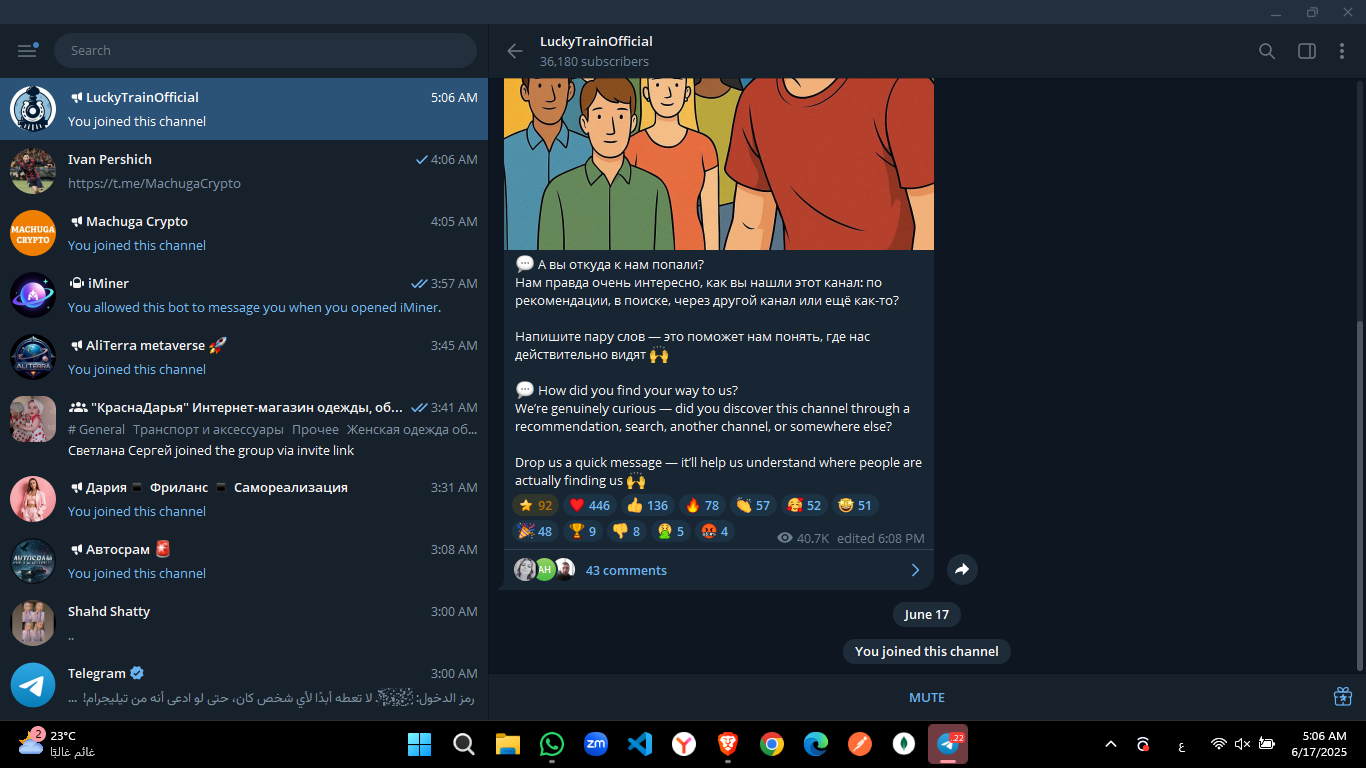 Search
LuckyTrainOfficial
5:06 AM
You joined this channel
Ivan Pershich
4:06 AM
https://t.me/MachugaCrypto
MACHUGA
CRYPTO
Machuga Crypto
4:05 AM
You joined this channel
iMiner
3:57 AM
You allowed this bot to message you when you opened iMiner.
ALITERRA
AliTerra metaverse 🚀
3:45 AM
You joined this channel
"КраснаДарья" Интернет-магазин одежды, об...
3:41 AM
# General Транспорт и аксессуары Прочее Женская одежда об...
Светлана Сергей joined the group via invite link
Дария ▪ Фриланс ▪ Самореализация
3:31 AM
You joined this channel
AUTOSRAM
Автосрам 🚨
3:08 AM
You joined this channel
Shahd Shatty
3:00 AM
..
Telegram
3:00 AM
رمز الدخول: . لا تعطه أبدًا لأي شخص كان، حتى لو ادعى أنه من تيليجرام! ...
LuckyTrainOfficial
36,180 subscribers
💬 А вы откуда к нам попали?
Нам правда очень интересно, как вы нашли этот канал: по
рекомендации, в поиске, через другой канал или ещё как-то?
Напишите пару слов — это поможет нам понять, где нас
действительно видят 🙌
💬 How did you find your way to us?
We're genuinely curious — did you discover this channel through a
recommendation, search, another channel, or somewhere else?
Drop us a quick message — it'll help us understand where people are
actually finding us 🙌
⭐ 92 ❤️ 446 👍 136 🔥 78 👏 57 🥰 52 🤩 51
🎉 48 🏆 9 👎 8 🤮 5 🤬 4
40.7K edited 6:08 PM
AH
43 comments
June 17
You joined this channel
MUTE
2
23°C
غائم غالبًا
zm
22
ع
5:06 AM
6/17/2025